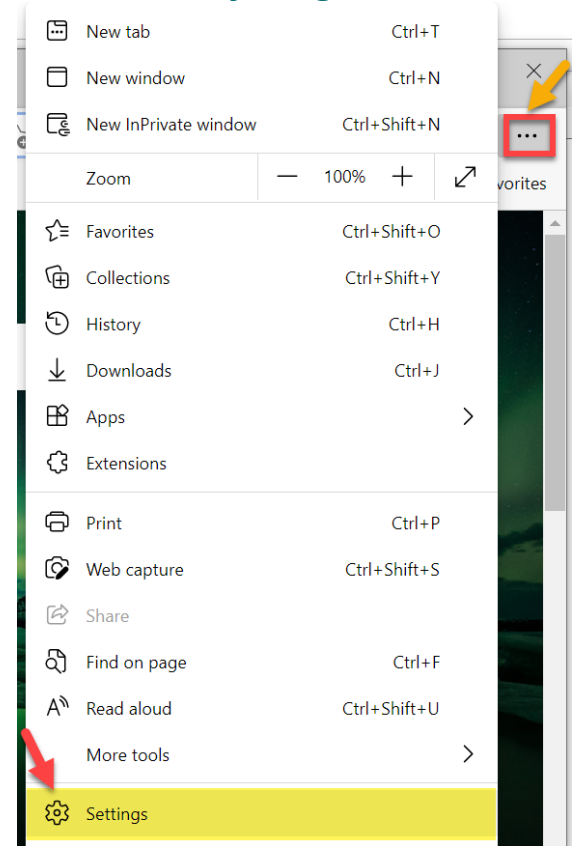 New tab Ctrl+T
New window Ctrl+N
New InPrivate window Ctrl+Shift+N
Zoom — 100% +
vorites
Favorites Ctrl+Shift+O
Collections Ctrl+Shift+Y
History Ctrl+H
Downloads Ctrl+J
Apps
Extensions
Print Ctrl+P
Web capture Ctrl+Shift+S
Share
Find on page Ctrl+F
Read aloud Ctrl+Shift+U
More tools
Settings